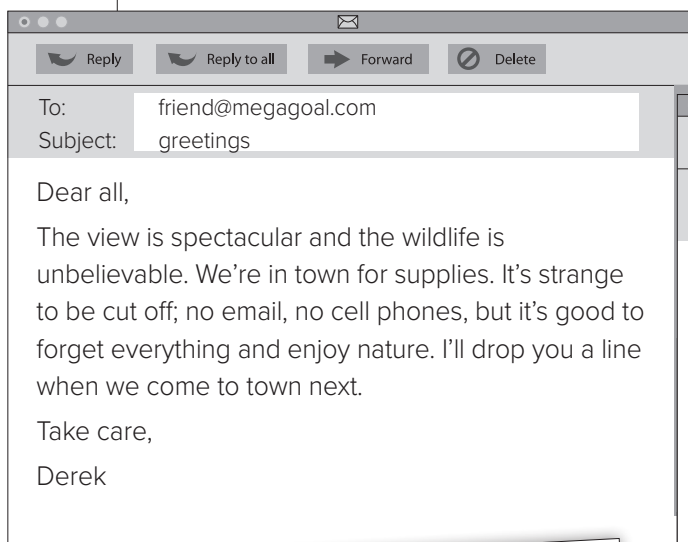 Reply Reply to all Forward Delete
To: friend@megagoal.com
Subject: greetings
Dear all,
The view is spectacular and the wildlife is
unbelievable. We're in town for supplies. It's strange
to be cut off; no email, no cell phones, but it's good to
forget everything and enjoy nature. I'll drop you a line
when we come to town next.
Take care,
Derek